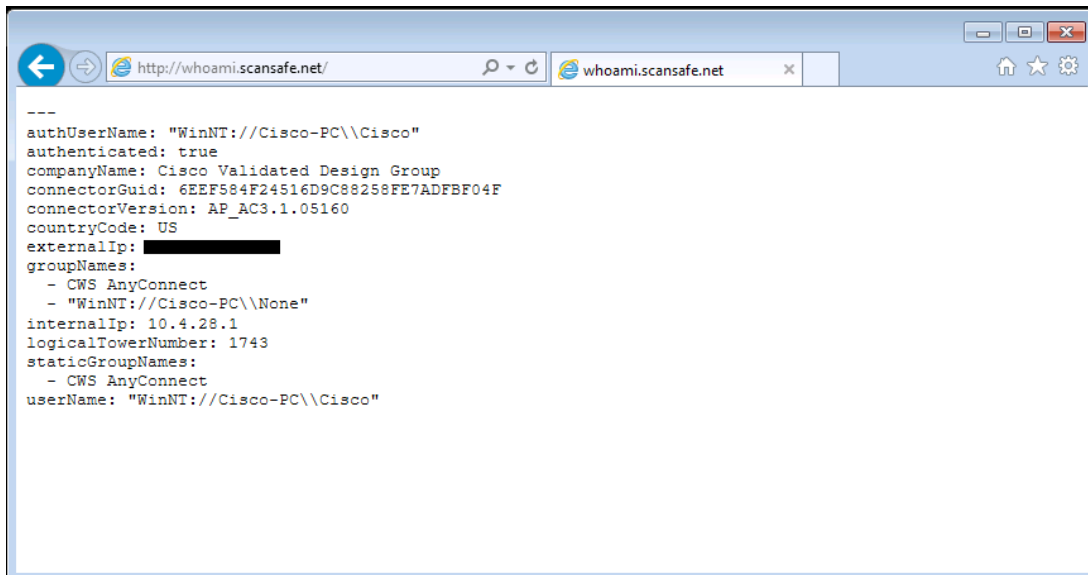 http://whoami.scansafe.net/
whoami.scansafe.net
---
authUserName: "WinNT://Cisco-PC\\Cisco"
authenticated: true
companyName: Cisco Validated Design Group
connectorGuid: 6EEF584F24516D9C88258FE7ADFBF04F
connectorVersion: AP_AC3.1.05160
countryCode: US
externalIp:
groupNames:
  - CWS AnyConnect
  - "WinNT://Cisco-PC\\None"
internalIp: 10.4.28.1
logicalTowerNumber: 1743
staticGroupNames:
  - CWS AnyConnect
userName: "WinNT://Cisco-PC\\Cisco"